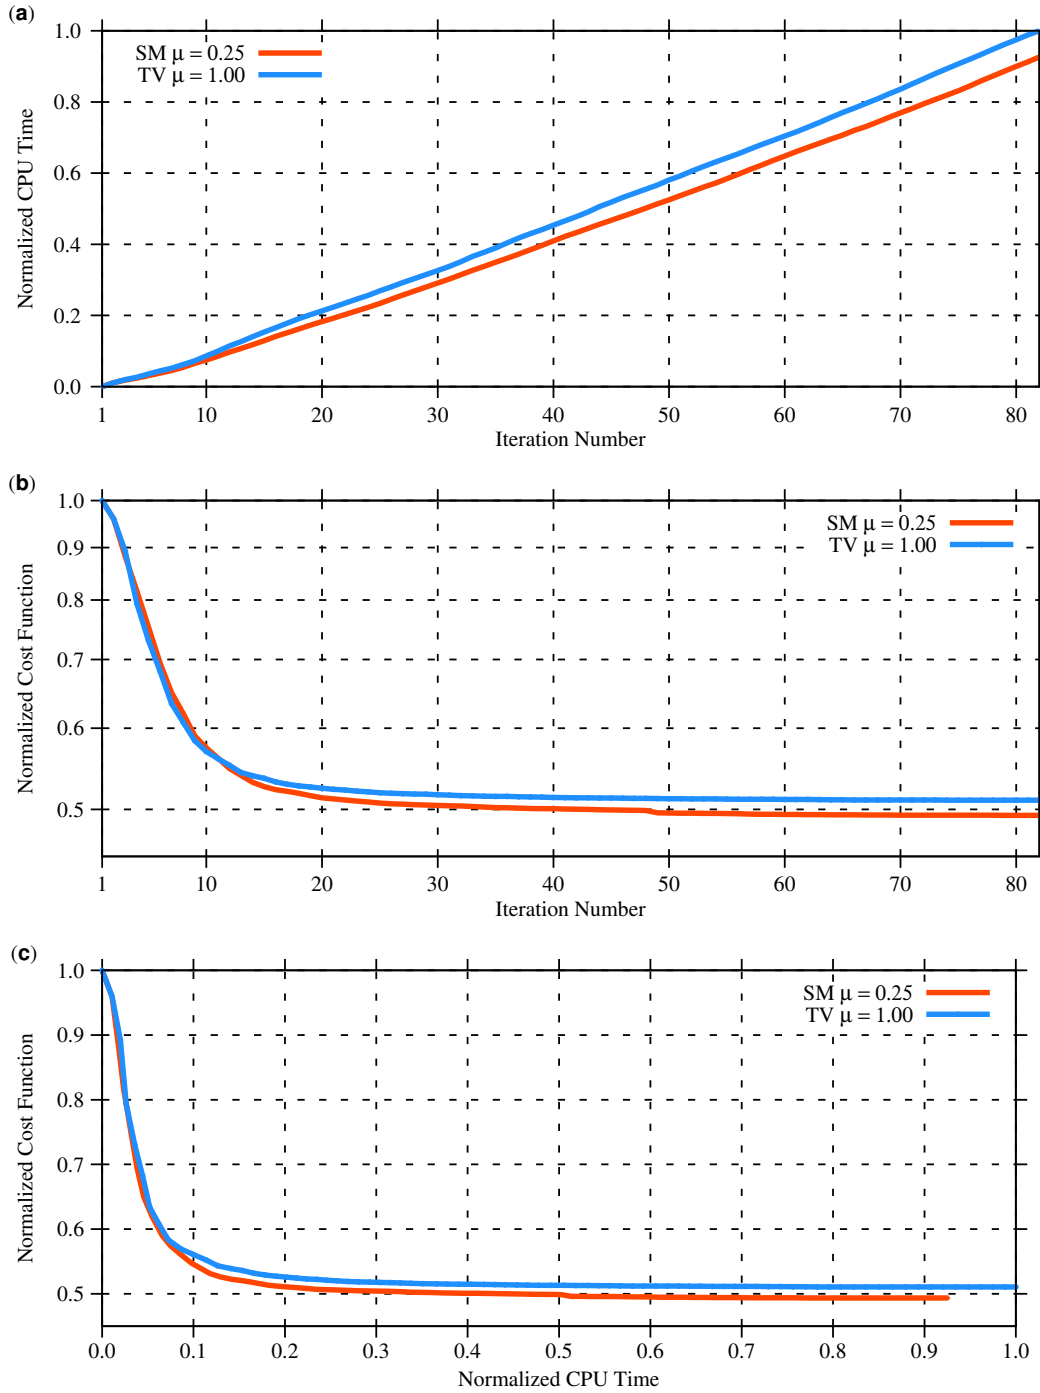 (a)
1.0
SM μ = 0.25
TV μ = 1.00
0.8
0.6
0.4
0.2
0.0
Normalized CPU Time
1 10 20 30 40 50 60 70 80
Iteration Number
(b)
1.0
SM μ = 0.25
TV μ = 1.00
0.9
0.8
0.7
0.6
0.5
Normalized Cost Function
1 10 20 30 40 50 60 70 80
Iteration Number
(c)
1.0
SM μ = 0.25
TV μ = 1.00
0.9
0.8
0.7
0.6
0.5
Normalized Cost Function
0.0 0.1 0.2 0.3 0.4 0.5 0.6 0.7 0.8 0.9 1.0
Normalized CPU Time